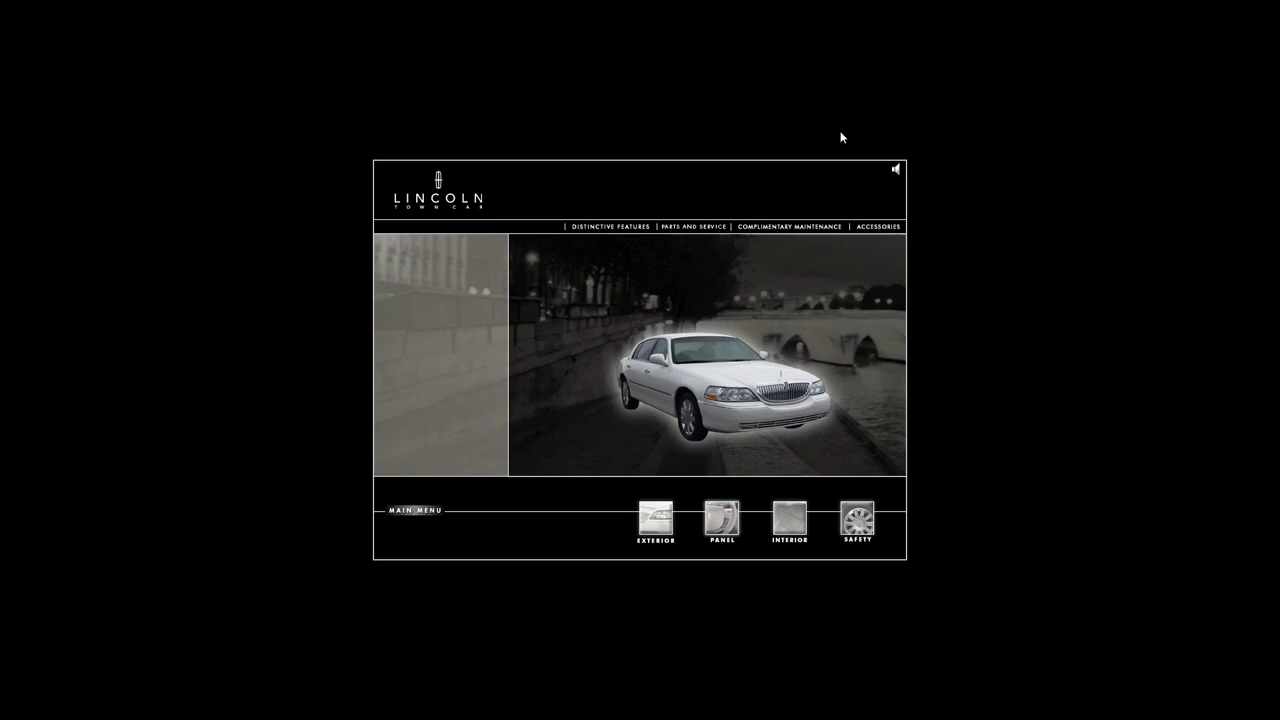 LINCOLN
TOWN CAR
| DISTINCTIVE FEATURES | PARTS AND SERVICE | COMPLIMENTARY MAINTENANCE | ACCESSORIES
MAIN MENU
EXTERIOR PANEL INTERIOR SAFETY